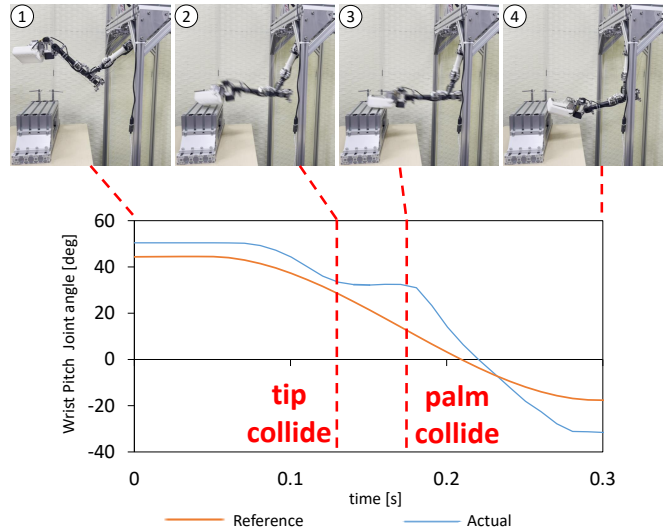 1 2 3 4
Wrist Pitch Joint angle [deg]
60
40
20
0
-20
-40
tip
collide
palm
collide
0 0.1 0.2 0.3
time [s]
Reference Actual